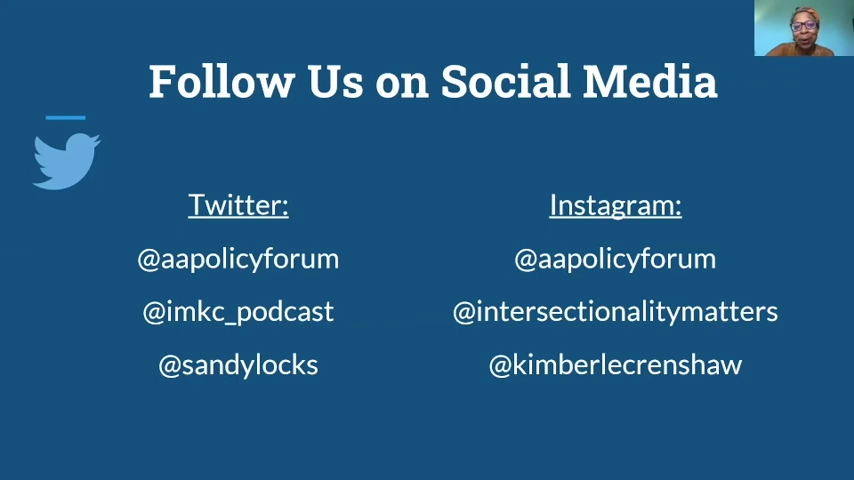 Follow Us on Social Media
Twitter:
@aapolicyforum
@imkc_podcast
@sandylocks
Instagram:
@aapolicyforum
@intersectionalitymatters
@kimberlecrenshaw